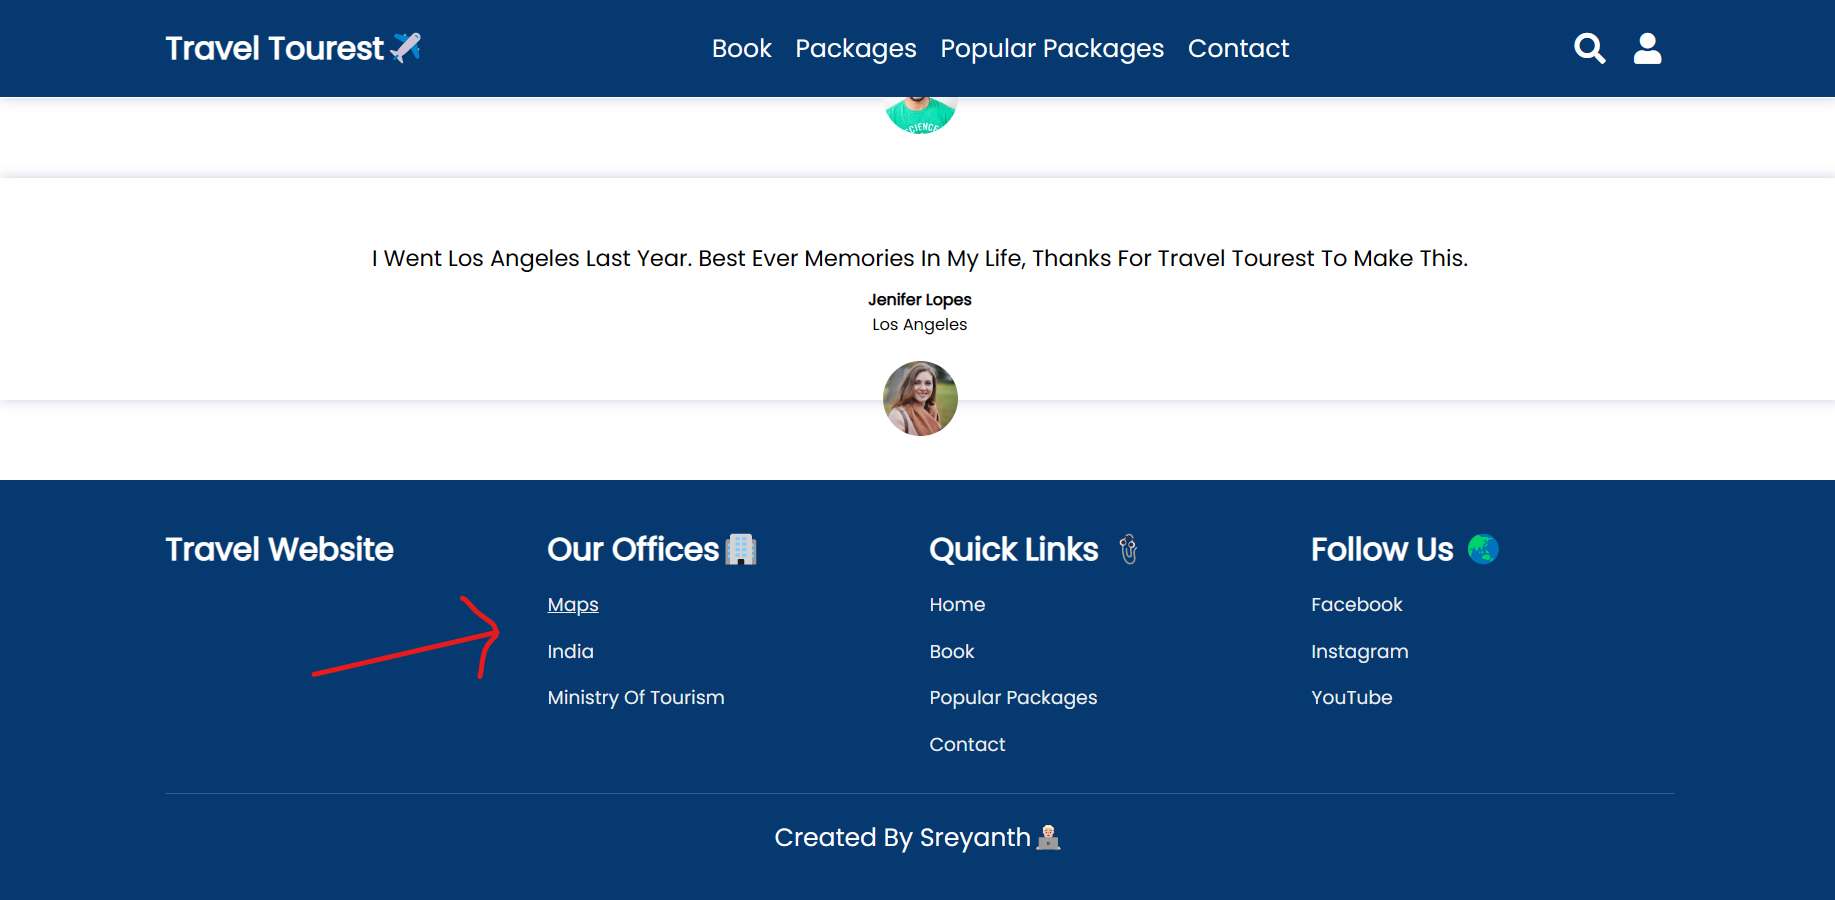 Travel Tourest
Book Packages Popular Packages Contact
SCIENCE
I Went Los Angeles Last Year. Best Ever Memories In My Life, Thanks For Travel Tourest To Make This.
Jenifer Lopes
Los Angeles
Travel Website
Our Offices
Maps
India
Ministry Of Tourism
Quick Links
Home
Book
Popular Packages
Contact
Follow Us
Facebook
Instagram
YouTube
Created By Sreyanth